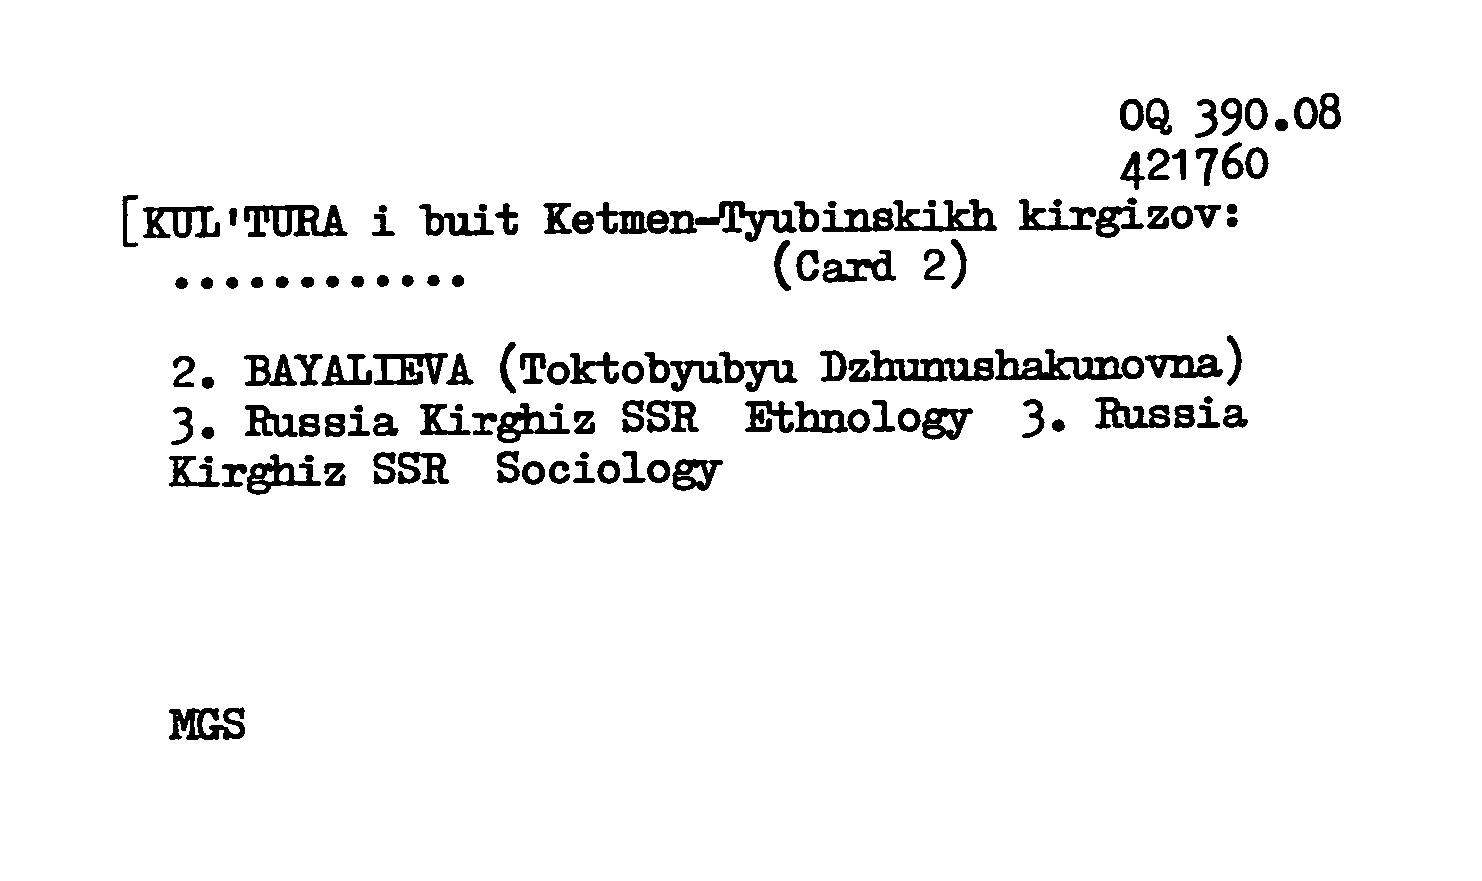 OQ 390.08
421760
[KUL'TURA i buit Ketmen-Tyubinskikh kirgizov:
............ (Card 2)
2. BAYALIEVA (Toktobyubyu Dzhunushakunovna)
3. Russia Kirghiz SSR Ethnology 3. Russia
Kirghiz SSR Sociology
MGS